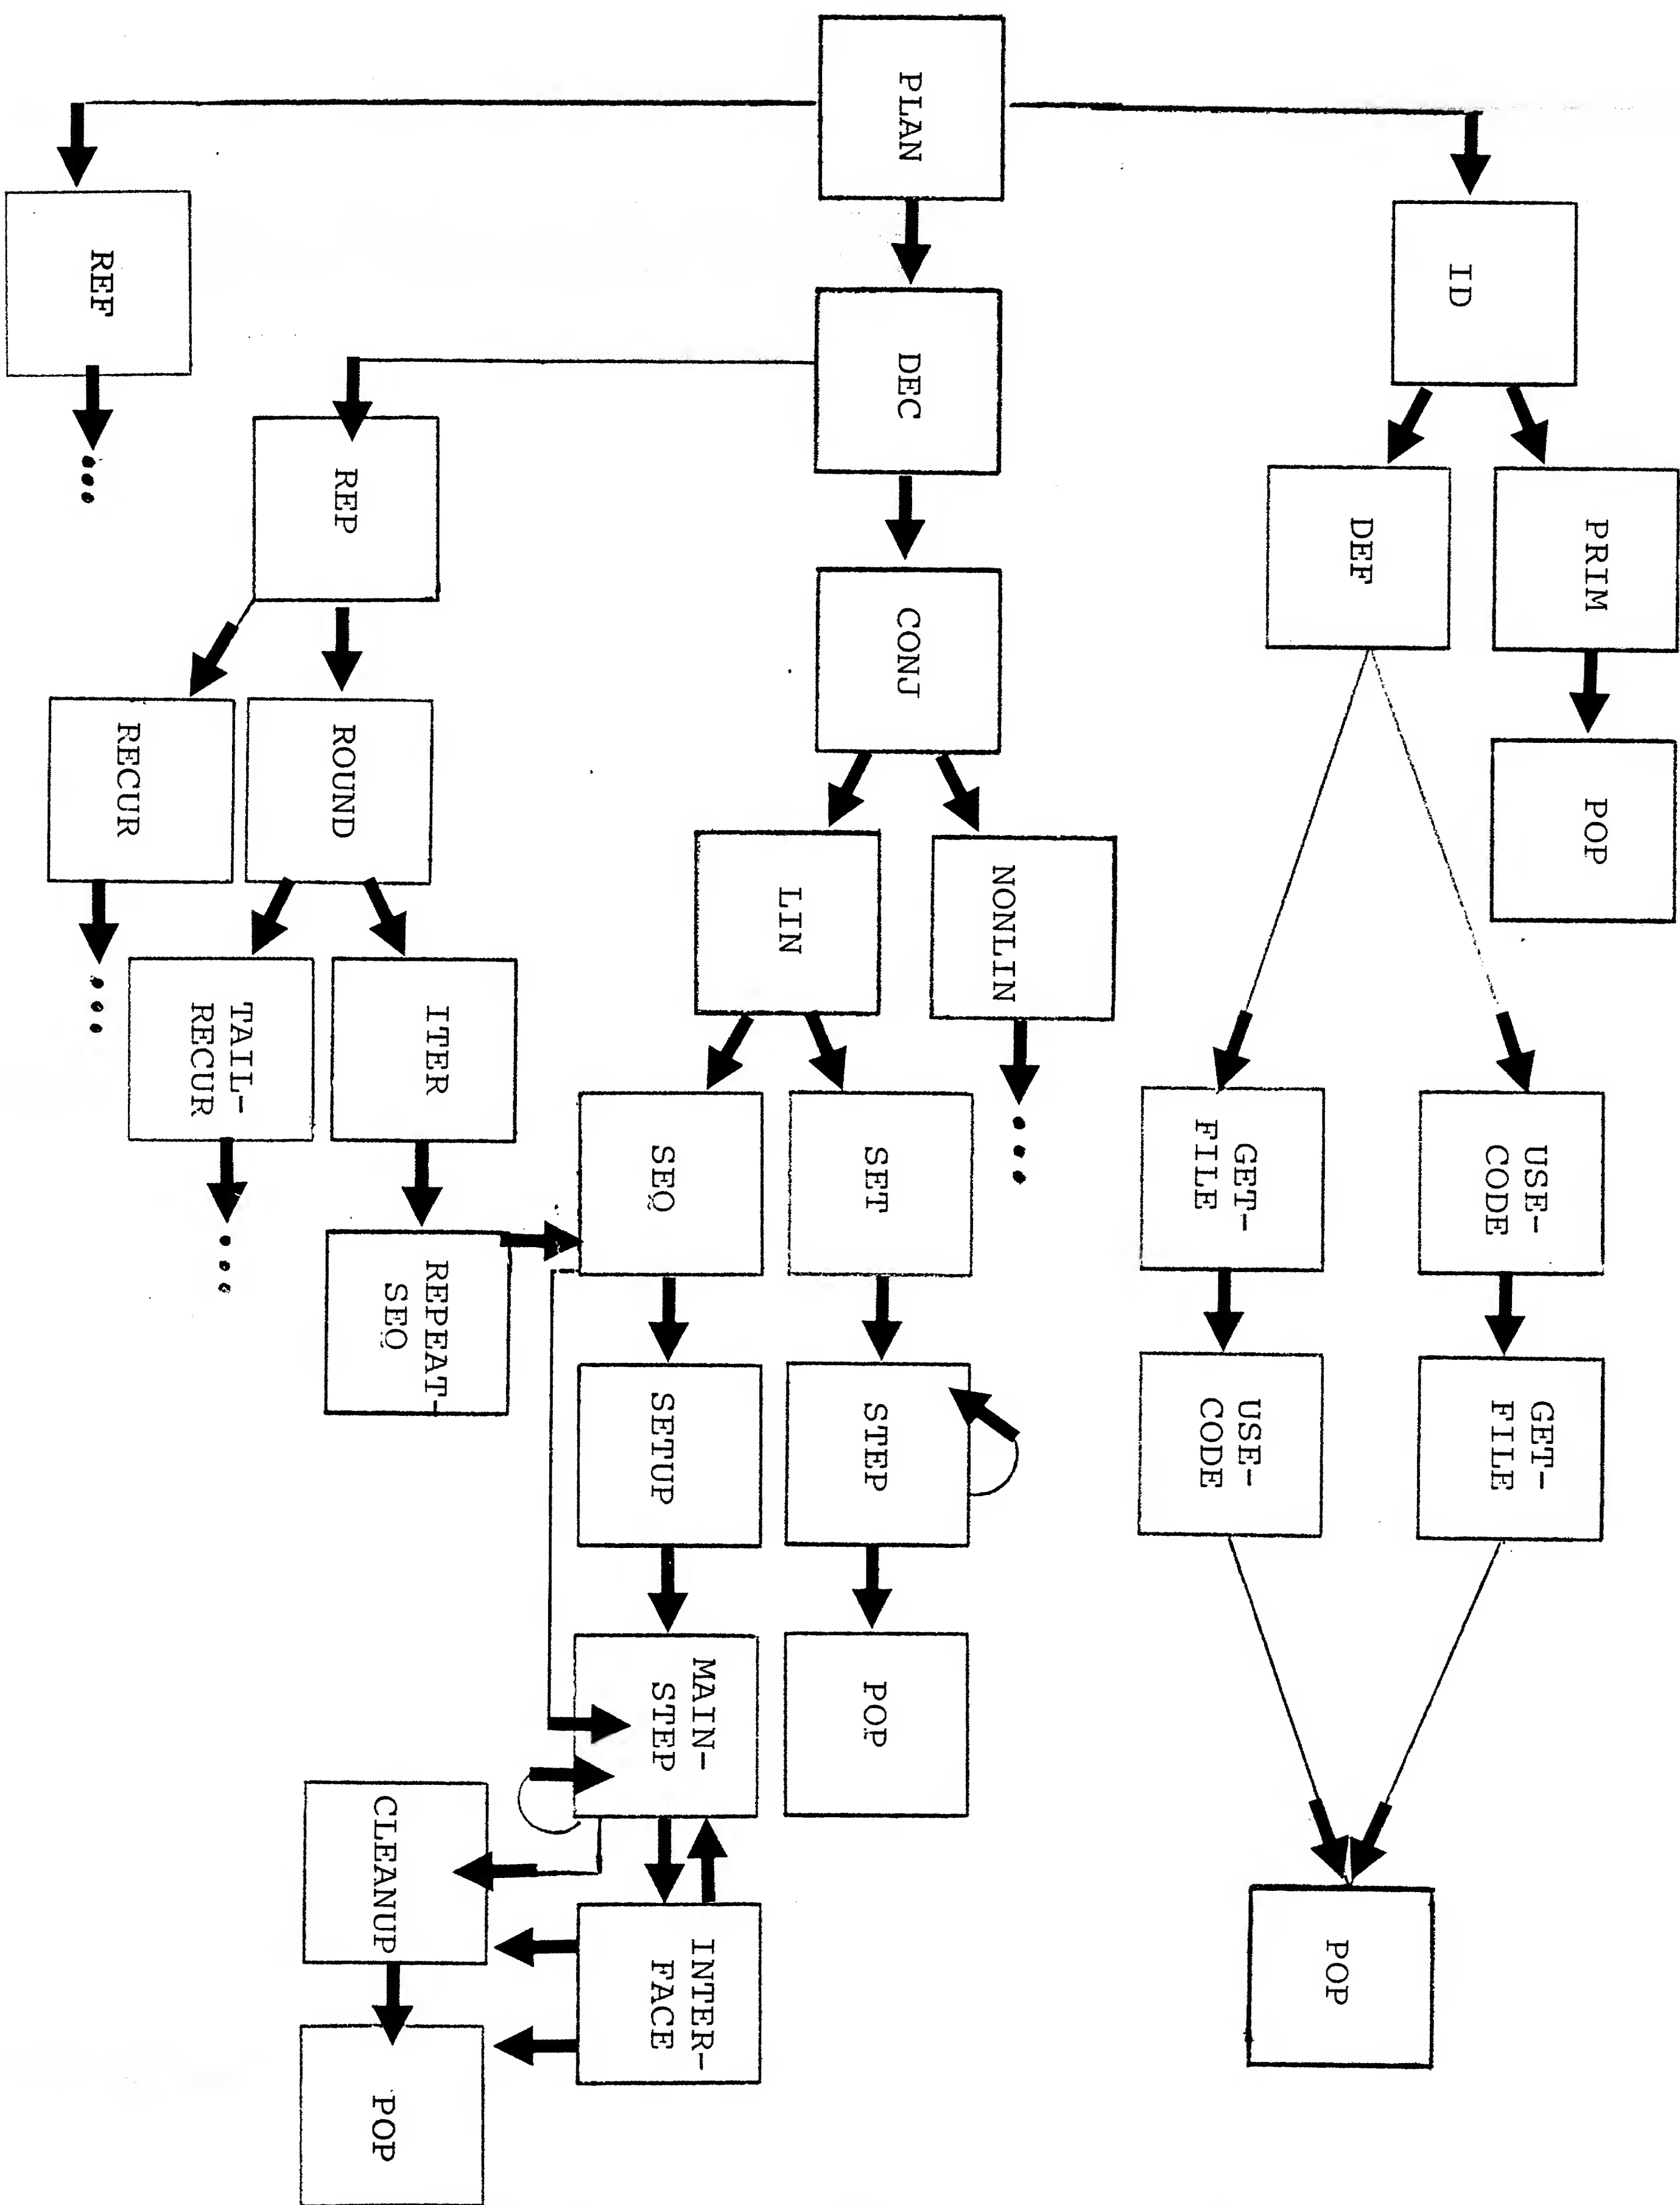 PLAN
ID
DEC
REF
...
PRIM
DEF
POP
USE-
CODE
GET-
FILE
GET-
FILE
USE-
CODE
POP
CONJ
NONLIN
...
LIN
SET
STEP
POP
SEQ
SETUP
MAIN-
STEP
INTER-
FACE
CLEANUP
POP
REP
ROUND
ITER
REPEAT-
SEQ
TAIL-
RECUR
...
RECUR
...